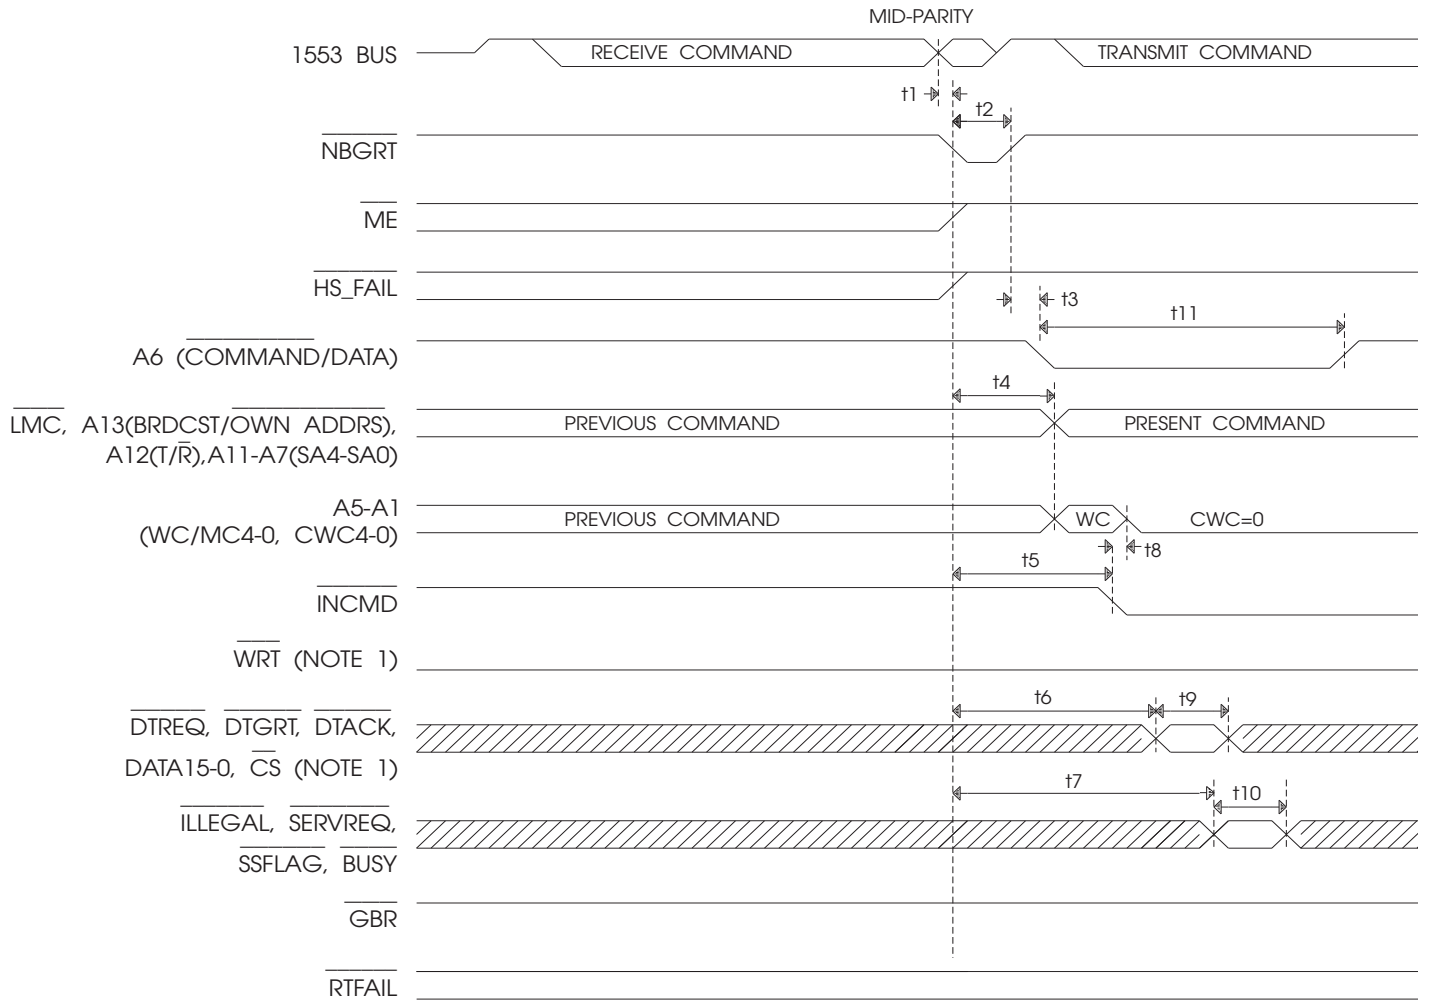 MID-PARITY
1553 BUS
RECEIVE COMMAND
TRANSMIT COMMAND
t1
t2
NBGRT
ME
HS_FAIL
t3
t11
A6 (COMMAND/DATA)
t4
LMC, A13(BRDCST/OWN ADDRS),
PREVIOUS COMMAND
PRESENT COMMAND
A12(T/R),A11-A7(SA4-SA0)
A5-A1
(WC/MC4-0, CWC4-0)
PREVIOUS COMMAND
WC
CWC=0
t8
t5
INCMD
WRT (NOTE 1)
t6
t9
DTREQ, DTGRT, DTACK,
DATA15-0, CS (NOTE 1)
t7
t10
ILLEGAL, SERVREQ,
SSFLAG, BUSY
GBR
RTFAIL